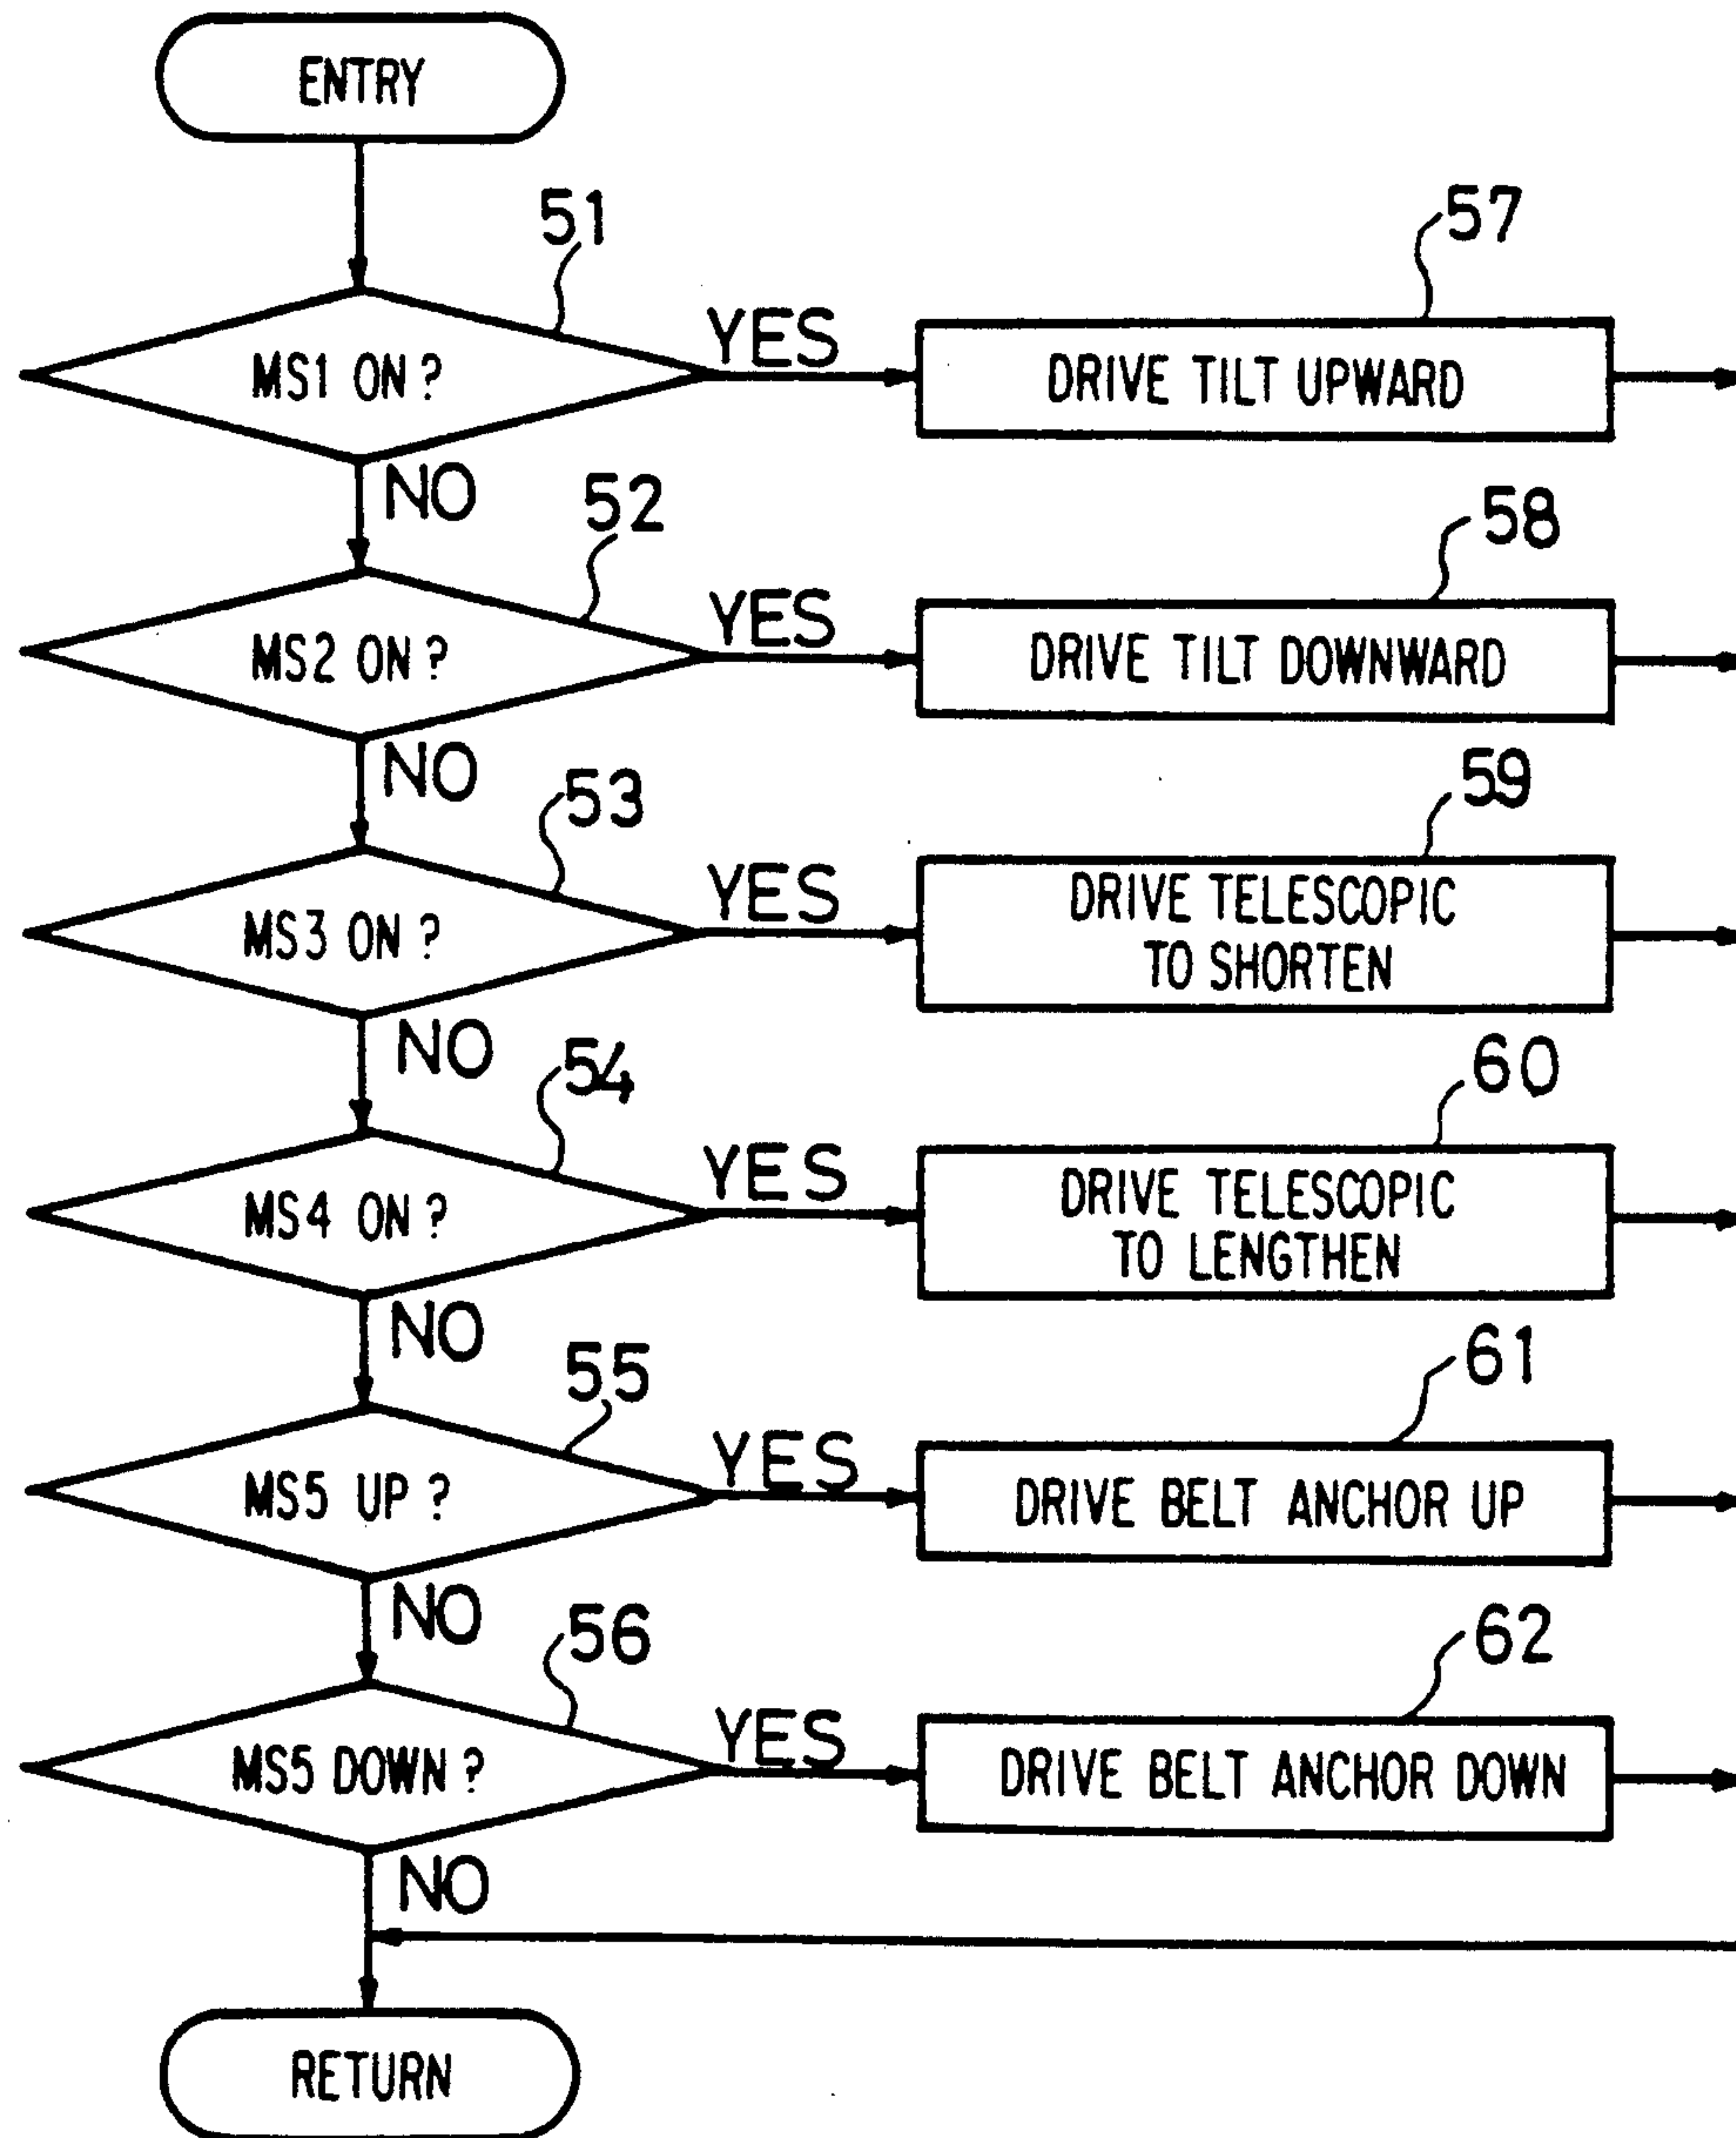 ENTRY
51
57
MS1 ON ?
YES
DRIVE TILT UPWARD
NO
52
58
MS2 ON ?
YES
DRIVE TILT DOWNWARD
NO
53
59
MS3 ON ?
YES
DRIVE TELESCOPIC
TO SHORTEN
NO
54
60
MS4 ON ?
YES
DRIVE TELESCOPIC
TO LENGTHEN
NO
55
61
MS5 UP ?
YES
DRIVE BELT ANCHOR UP
NO
56
62
MS5 DOWN ?
YES
DRIVE BELT ANCHOR DOWN
NO
RETURN